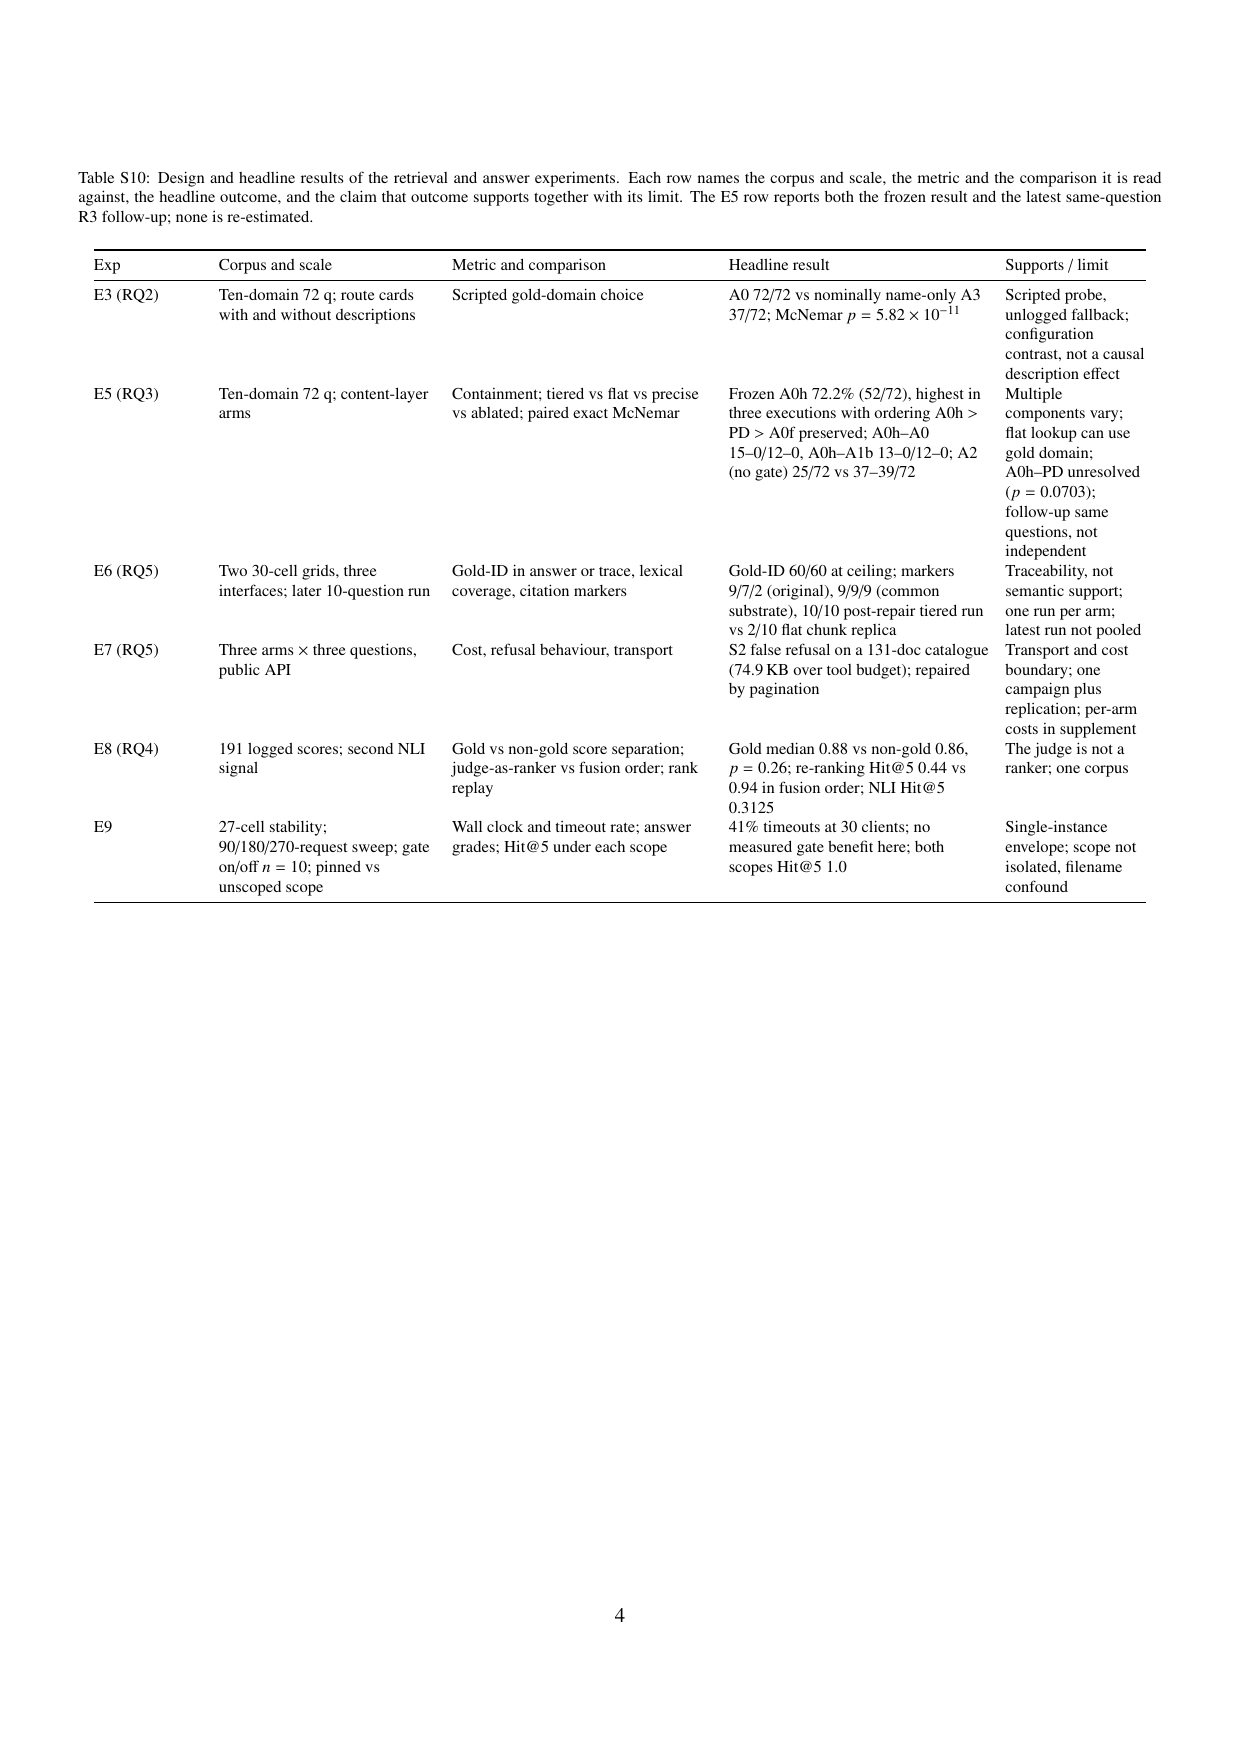 Table S10: Design and headline results of the retrieval and answer experiments. Each row names the corpus and scale, the metric and the comparison it is read
against, the headline outcome, and the claim that outcome supports together with its limit. The E5 row reports both the frozen result and the latest same-question
R3 follow-up; none is re-estimated.
Exp
Corpus and scale
Metric and comparison
Headline result
Supports / limit
E3 (RQ2)
Ten-domain 72 q; route cards
with and without descriptions
Scripted gold-domain choice
A0 72/72 vs nominally name-only A3
37/72; McNemar p = 5.82 × 10⁻¹¹
Scripted probe,
unlogged fallback;
configuration
contrast, not a causal
description effect
E5 (RQ3)
Ten-domain 72 q; content-layer
arms
Containment; tiered vs flat vs precise
vs ablated; paired exact McNemar
Frozen A0h 72.2% (52/72), highest in
three executions with ordering A0h >
PD > A0f preserved; A0h–A0
15–0/12–0, A0h–A1b 13–0/12–0; A2
(no gate) 25/72 vs 37–39/72
Multiple
components vary;
flat lookup can use
gold domain;
A0h–PD unresolved
(p = 0.0703);
follow-up same
questions, not
independent
E6 (RQ5)
Two 30-cell grids, three
interfaces; later 10-question run
Gold-ID in answer or trace, lexical
coverage, citation markers
Gold-ID 60/60 at ceiling; markers
9/7/2 (original), 9/9/9 (common
substrate), 10/10 post-repair tiered run
vs 2/10 flat chunk replica
Traceability, not
semantic support;
one run per arm;
latest run not pooled
E7 (RQ5)
Three arms × three questions,
public API
Cost, refusal behaviour, transport
S2 false refusal on a 131-doc catalogue
(74.9 KB over tool budget); repaired
by pagination
Transport and cost
boundary; one
campaign plus
replication; per-arm
costs in supplement
E8 (RQ4)
191 logged scores; second NLI
signal
Gold vs non-gold score separation;
judge-as-ranker vs fusion order; rank
replay
Gold median 0.88 vs non-gold 0.86,
p = 0.26; re-ranking Hit@5 0.44 vs
0.94 in fusion order; NLI Hit@5
0.3125
The judge is not a
ranker; one corpus
E9
27-cell stability;
90/180/270-request sweep; gate
on/off n = 10; pinned vs
unscoped scope
Wall clock and timeout rate; answer
grades; Hit@5 under each scope
41% timeouts at 30 clients; no
measured gate benefit here; both
scopes Hit@5 1.0
Single-instance
envelope; scope not
isolated, filename
confound
4